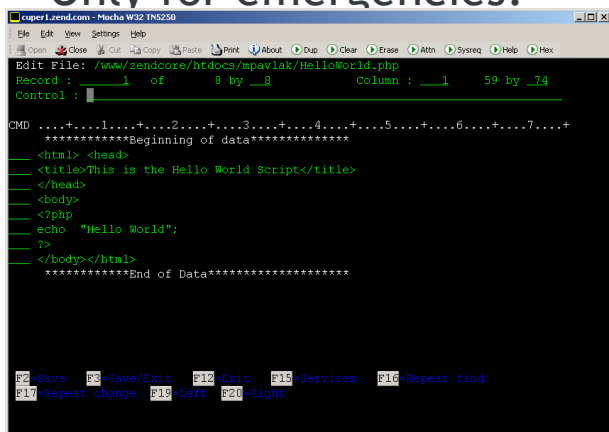 Only for emergencies.
cuper1.zend.com - Mocha W32 TN5250
File Edit View Settings Help
Open Close Cut Copy Paste Print About Dup Clear Erase Attn Sysreq Help Hex
Edit File: /www/zendcore/htdocs/mpavlak/HelloWorld.php
Record : 1 of 8 by 8 Column : 1 59 by 74
Control :
CMD ....+....1....+....2....+....3....+....4....+....5....+....6....+....7....+
************Beginning of data**************
<html> <head>
<title>This is the Hello World Script</title>
</head>
<body>
<?php
echo "Hello World";
?>
</body></html>
************End of Data********************
F2=Save F3=Save/Exit F12=Exit F15=Services F16=Repeat find
F17=Repeat change F19=Left F20=Right